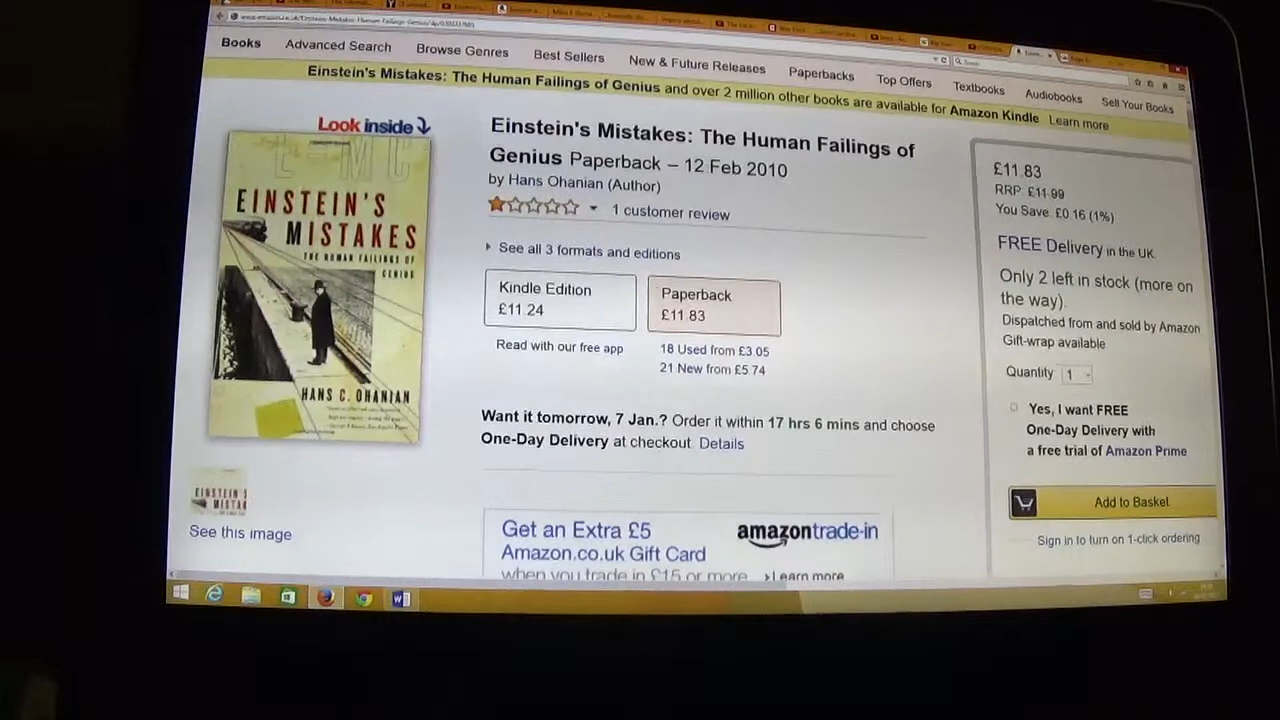 Books Advanced Search Browse Genres Best Sellers New & Future Releases Paperbacks Top Offers Textbooks Audiobooks Sell Your Books
Einstein's Mistakes: The Human Failings of Genius and over 2 million other books are available for Amazon Kindle Learn more
Look inside
E=MC
EINSTEIN'S
MISTAKES
THE HUMAN FAILINGS OF
GENIUS
HANS C. OHANIAN
EINSTEIN'S
See this image
Einstein's Mistakes: The Human Failings of
Genius Paperback – 12 Feb 2010
by Hans Ohanian (Author)
1 customer review
See all 3 formats and editions
Kindle Edition
£11.24
Read with our free app
Paperback
£11.83
18 Used from £3.05
21 New from £5.74
Want it tomorrow, 7 Jan.? Order it within 17 hrs 6 mins and choose
One-Day Delivery at checkout. Details
Get an Extra £5
Amazon.co.uk Gift Card
when you trade in £15 or more.
amazontrade-in
Learn more
£11.83
RRP: £11.99
You Save: £0.16 (1%)
FREE Delivery in the UK.
Only 2 left in stock (more on
the way).
Dispatched from and sold by Amazon
Gift-wrap available
Quantity 1
Yes, I want FREE
One-Day Delivery with
a free trial of Amazon Prime
Add to Basket
Sign in to turn on 1-click ordering